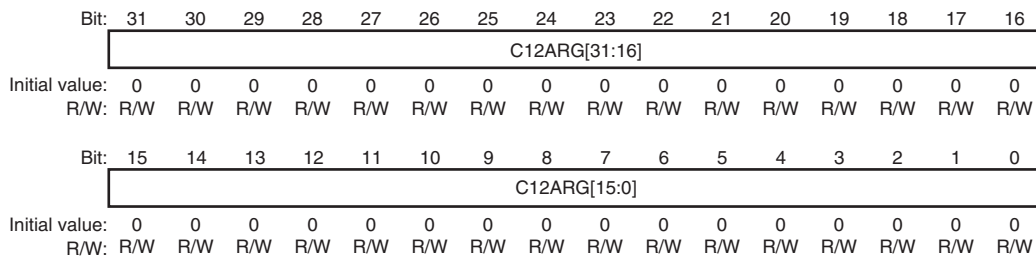 Bit: 31 30 29 28 27 26 25 24 23 22 21 20 19 18 17 16
C12ARG[31:16]
Initial value: 0 0 0 0 0 0 0 0 0 0 0 0 0 0 0 0
R/W: R/W R/W R/W R/W R/W R/W R/W R/W R/W R/W R/W R/W R/W R/W R/W R/W
Bit: 15 14 13 12 11 10 9 8 7 6 5 4 3 2 1 0
C12ARG[15:0]
Initial value: 0 0 0 0 0 0 0 0 0 0 0 0 0 0 0 0
R/W: R/W R/W R/W R/W R/W R/W R/W R/W R/W R/W R/W R/W R/W R/W R/W R/W